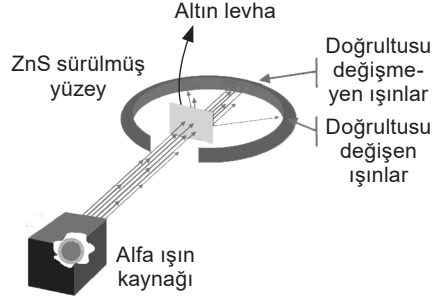 Altın levha
ZnS sürülmüş
yüzey
Doğrultusu
değişme-
yen ışınlar
Doğrultusu
değişen
ışınlar
Alfa ışın
kaynağı